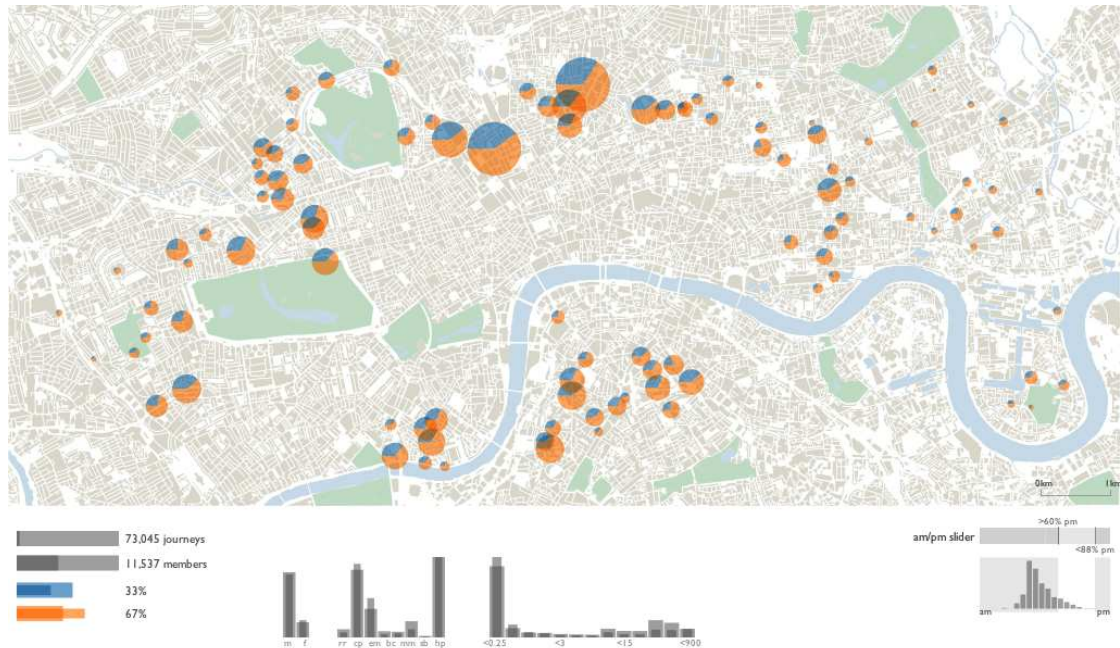 0km 1km
73,045 journeys
11,537 members
33%
67%
am/pm slider
>60% pm
<88% pm
am pm
m f rr cp em bc mm sb hp
<0.25 <3 <15 <900